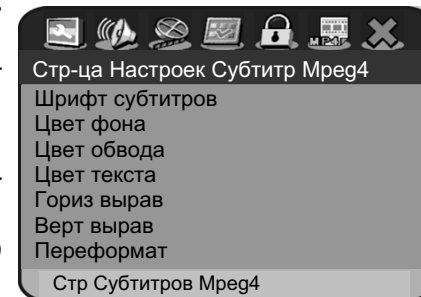 MPEG4
Стр-ца Настроек Субтитр Mpeg4
Шрифт субтитров
Цвет фона
Цвет обвода
Цвет текста
Гориз вырав
Верт вырав
Переформат
Стр Субтитров Mpeg4